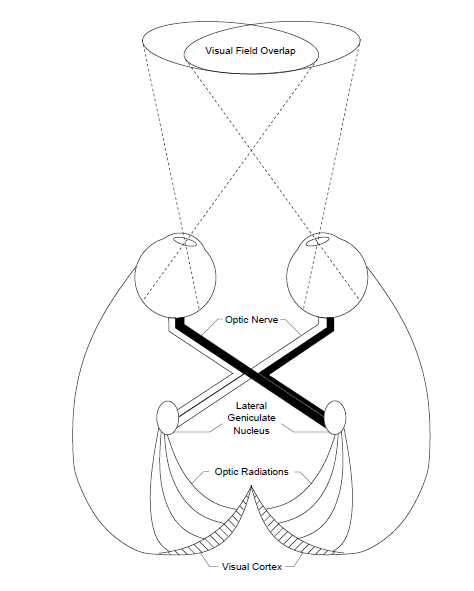 Visual Field Overlap
Optic Nerve
Lateral
Geniculate
Nucleus
Optic Radiations
Visual Cortex